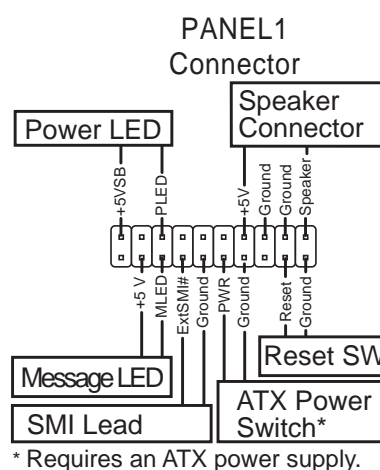 PANEL1
Connector
Speaker
Connector
Power LED
+5VSB
PLED
+5V
Ground
Ground
Speaker
+5 V
MLED
ExtSMI#
Ground
PWR
Ground
Reset
Ground
Reset SW
Message LED
ATX Power
Switch*
SMI Lead
* Requires an ATX power supply.